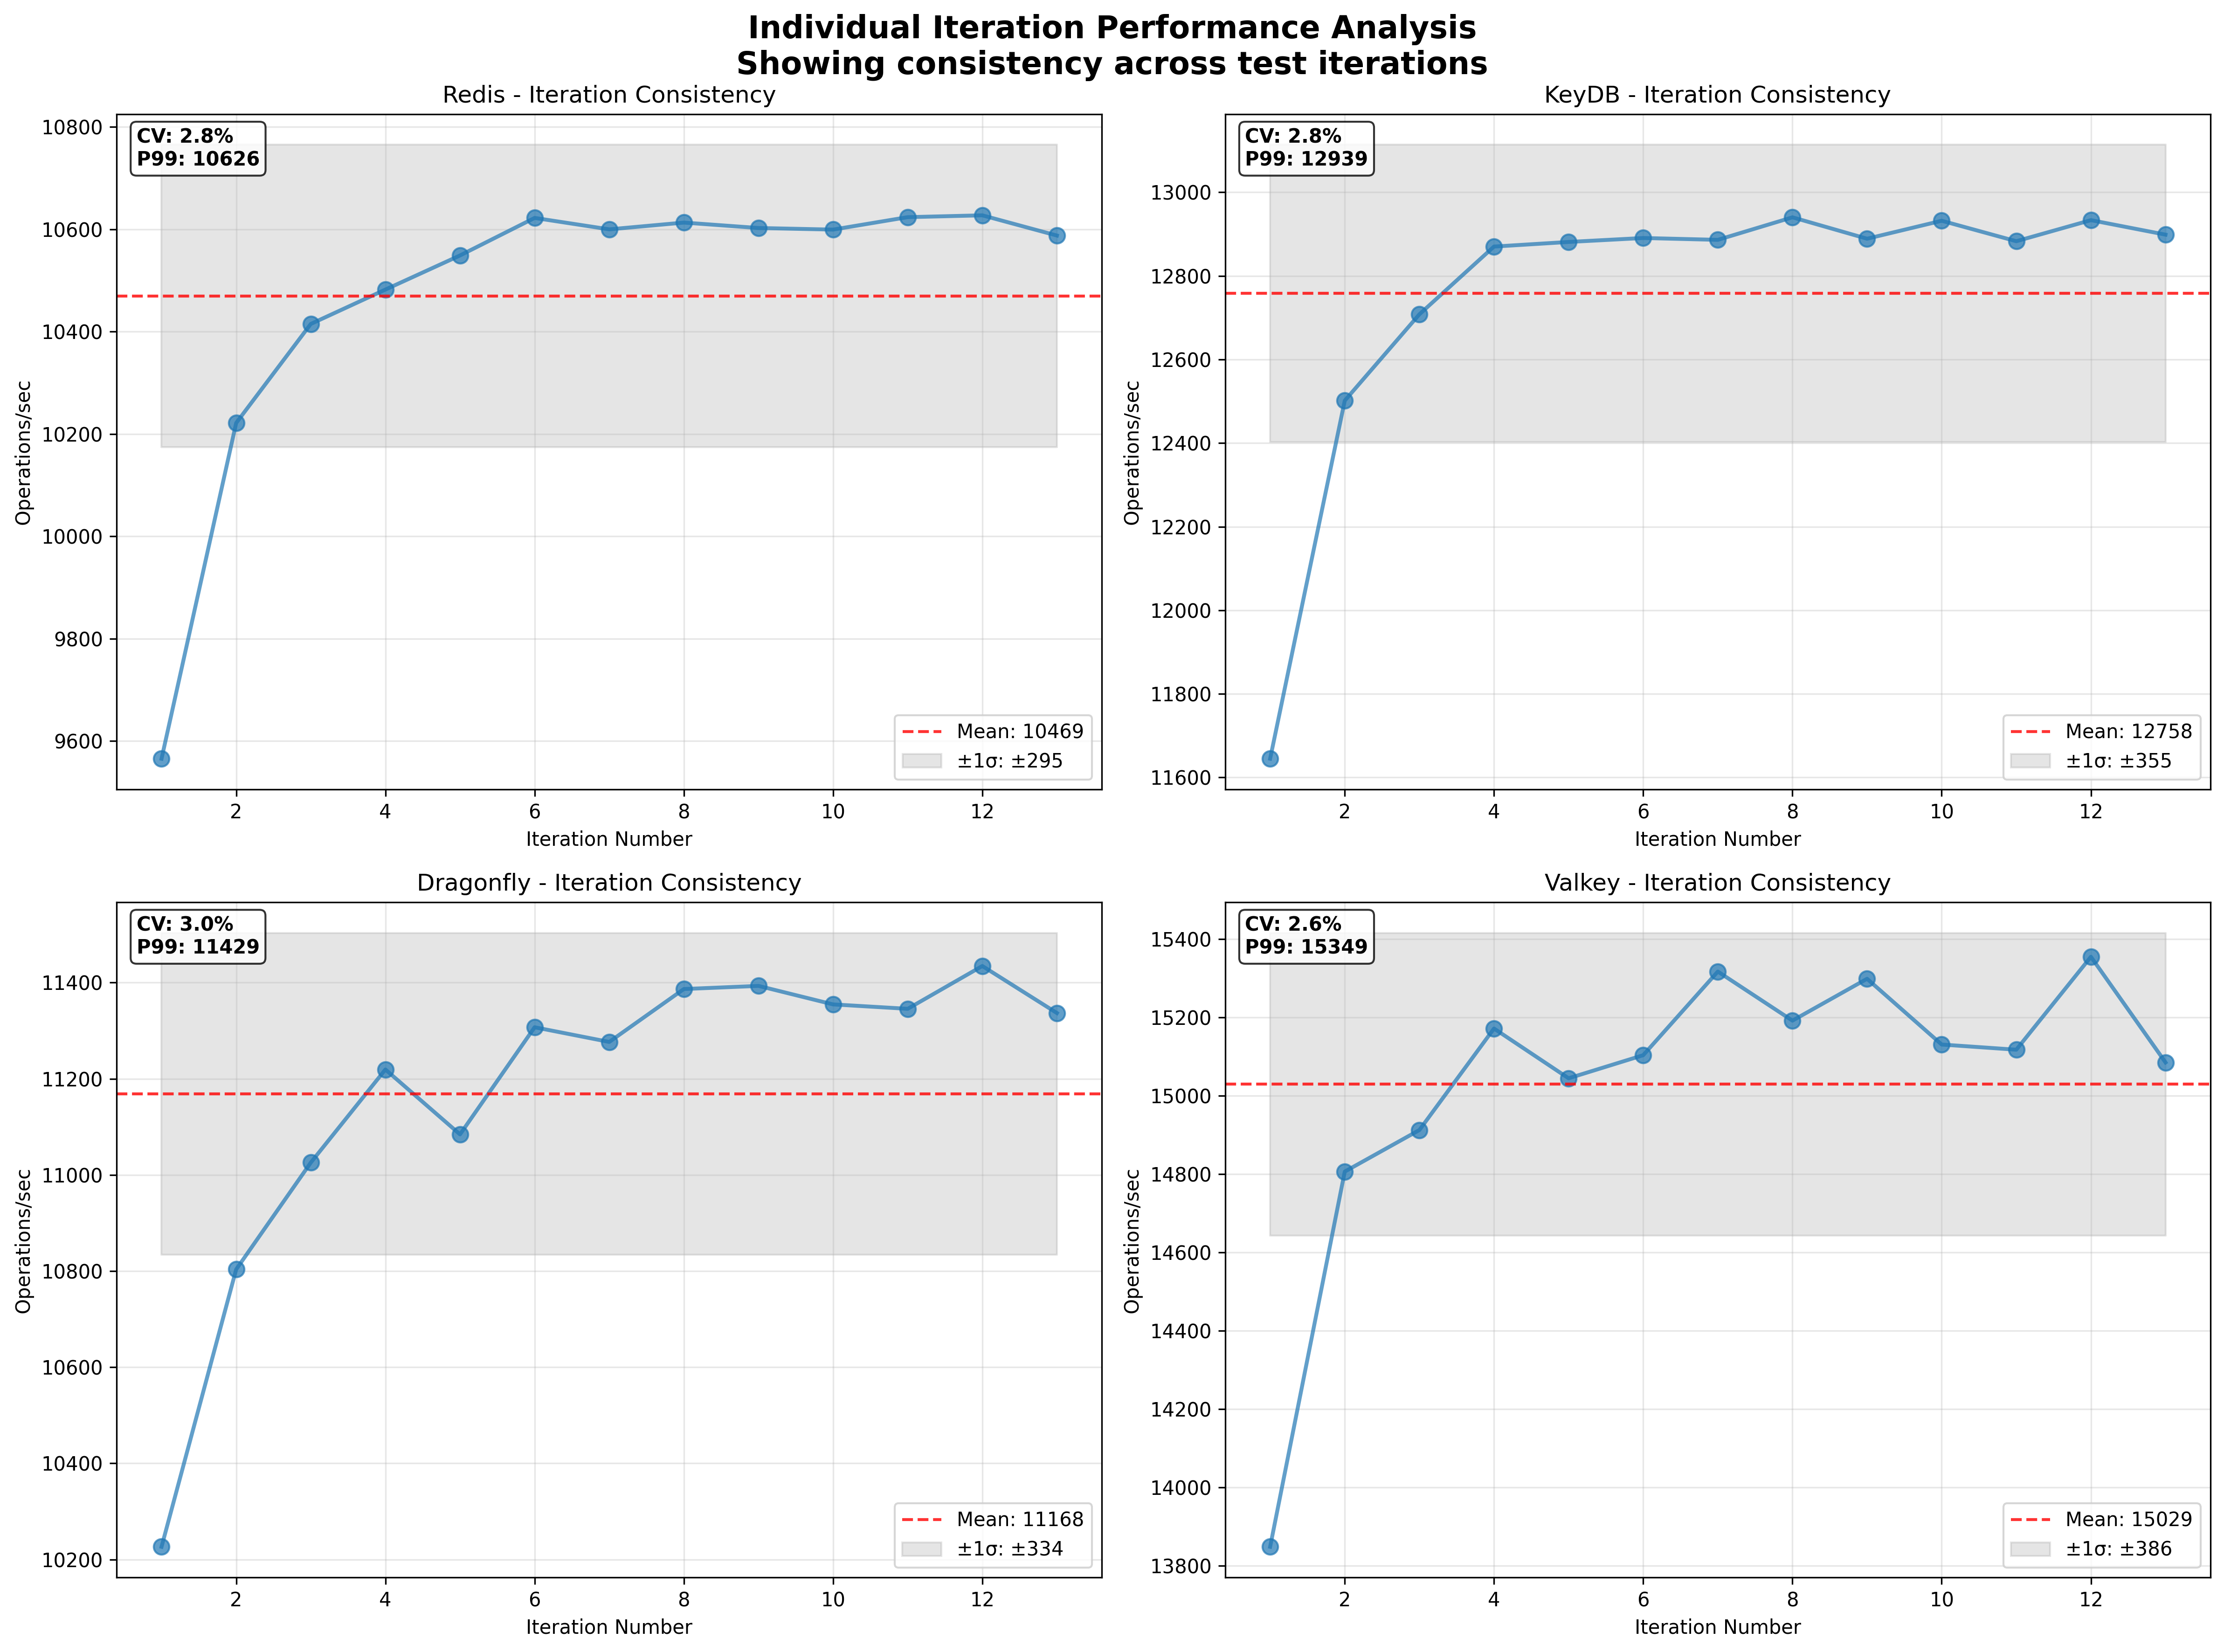 Individual Iteration Performance Analysis
Showing consistency across test iterations
Redis - Iteration Consistency
CV: 2.8%
P99: 10626
10800
10600
10400
10200
10000
9800
9600
Operations/sec
Mean: 10469
±1σ: ±295
2
4
6
8
10
12
Iteration Number
KeyDB - Iteration Consistency
CV: 2.8%
P99: 12939
13000
12800
12600
12400
12200
12000
11800
11600
Operations/sec
Mean: 12758
±1σ: ±355
2
4
6
8
10
12
Iteration Number
Dragonfly - Iteration Consistency
CV: 3.0%
P99: 11429
11400
11200
11000
10800
10600
10400
10200
Operations/sec
Mean: 11168
±1σ: ±334
2
4
6
8
10
12
Iteration Number
Valkey - Iteration Consistency
CV: 2.6%
P99: 15349
15400
15200
15000
14800
14600
14400
14200
14000
13800
Operations/sec
Mean: 15029
±1σ: ±386
2
4
6
8
10
12
Iteration Number